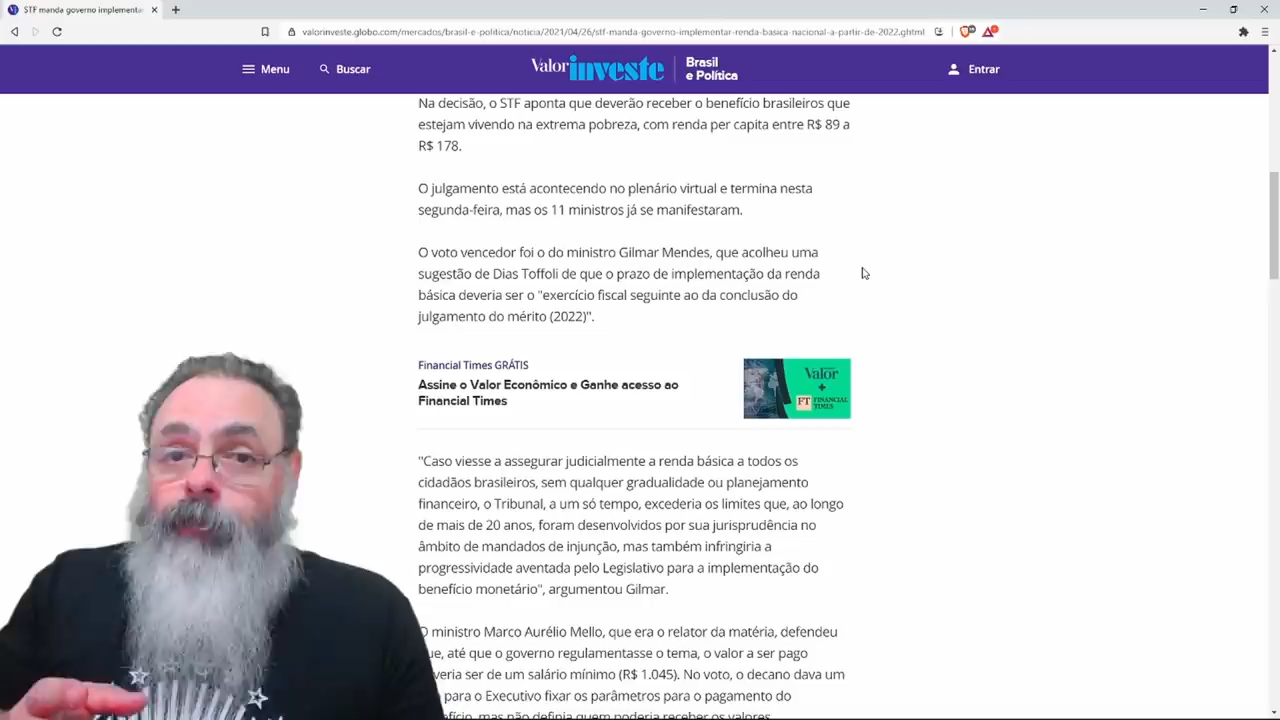 STF manda governo implementar
valorinveste.globo.com/mercados/brasil-e-politica/noticia/2021/04/26/stf-manda-governo-implementar-renda-basica-nacional-a-partir-de-2022.ghtml
Menu
Buscar
Valor investe
Brasil
e Política
Entrar
Na decisão, o STF aponta que deverão receber o benefício brasileiros que
estejam vivendo na extrema pobreza, com renda per capita entre R$ 89 a
R$ 178.
O julgamento está acontecendo no plenário virtual e termina nesta
segunda-feira, mas os 11 ministros já se manifestaram.
O voto vencedor foi o do ministro Gilmar Mendes, que acolheu uma
sugestão de Dias Toffoli de que o prazo de implementação da renda
básica deveria ser o "exercício fiscal seguinte ao da conclusão do
julgamento do mérito (2022)".
Financial Times GRÁTIS
Assine o Valor Econômico e Ganhe acesso ao
Financial Times
Valor
+
FT FINANCIAL
TIMES
"Caso viesse a assegurar judicialmente a renda básica a todos os
cidadãos brasileiros, sem qualquer gradualidade ou planejamento
financeiro, o Tribunal, a um só tempo, excederia os limites que, ao longo
de mais de 20 anos, foram desenvolvidos por sua jurisprudência no
âmbito de mandados de injunção, mas também infringiria a
progressividade aventada pelo Legislativo para a implementação do
benefício monetário", argumentou Gilmar.
O ministro Marco Aurélio Mello, que era o relator da matéria, defendeu
que, até que o governo regulamentasse o tema, o valor a ser pago
deveria ser de um salário mínimo (R$ 1.045). No voto, o decano dava um
para o Executivo fixar os parâmetros para o pagamento do
mas não definia quem poderia receber os valores.